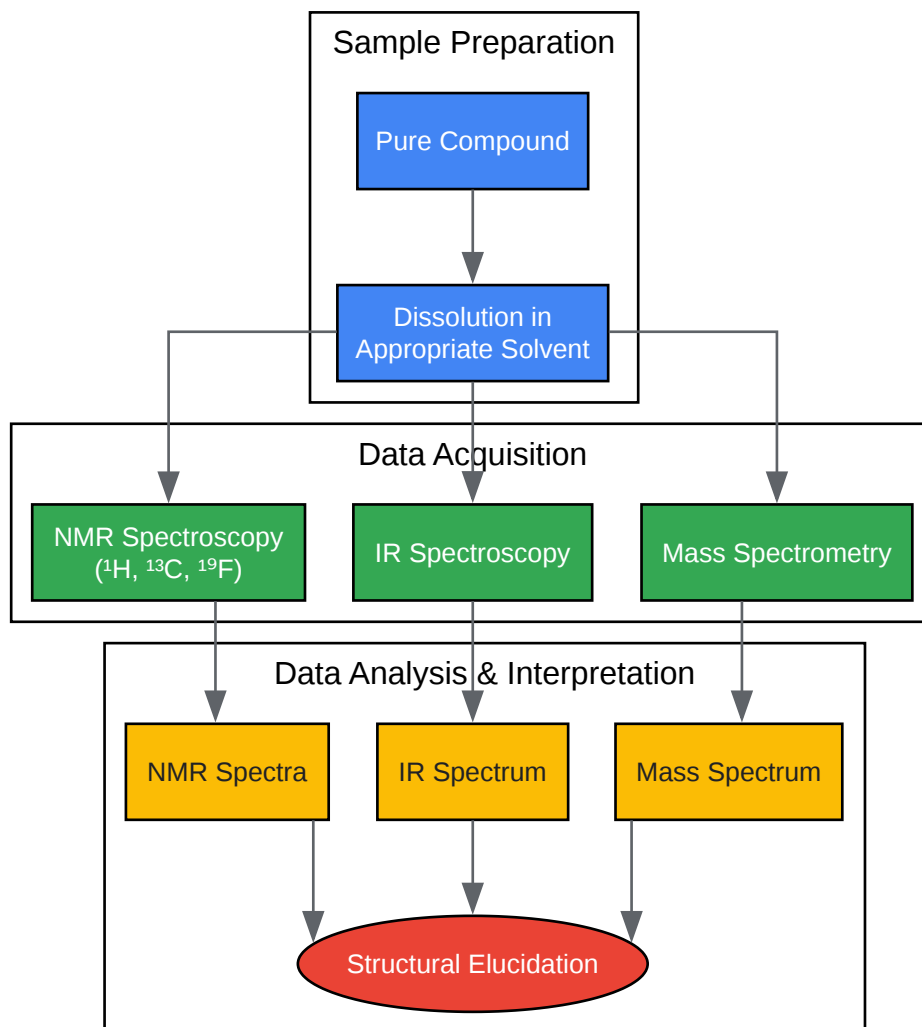 Sample Preparation
Pure Compound
Dissolution in
Appropriate Solvent
Data Acquisition
NMR Spectroscopy
(¹H, ¹³C, ¹⁹F)
IR Spectroscopy
Mass Spectrometry
Data Analysis & Interpretation
NMR Spectra
IR Spectrum
Mass Spectrum
Structural Elucidation